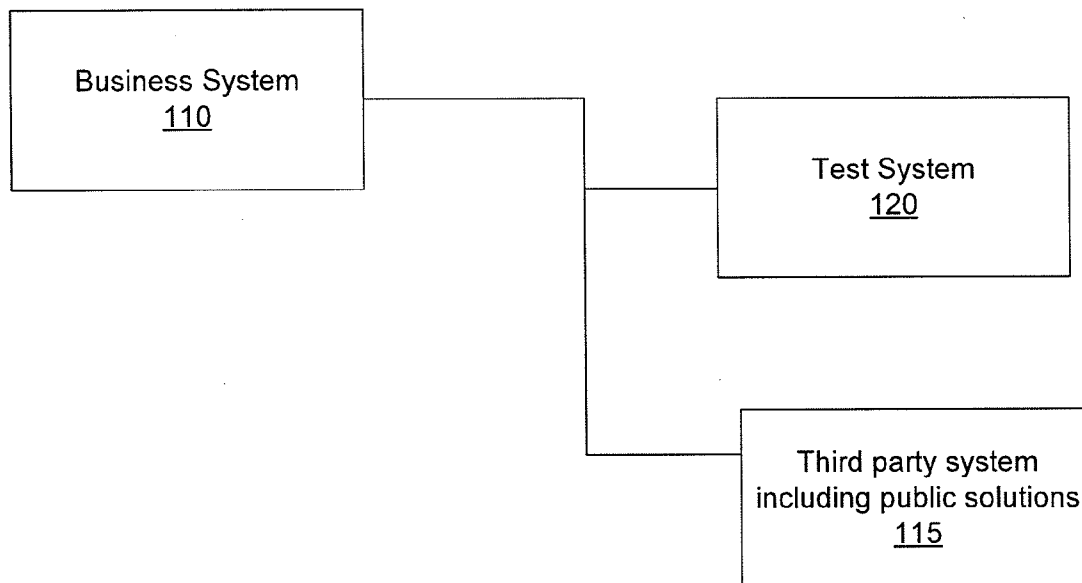 Business System
110
Test System
120
Third party system
including public solutions
115